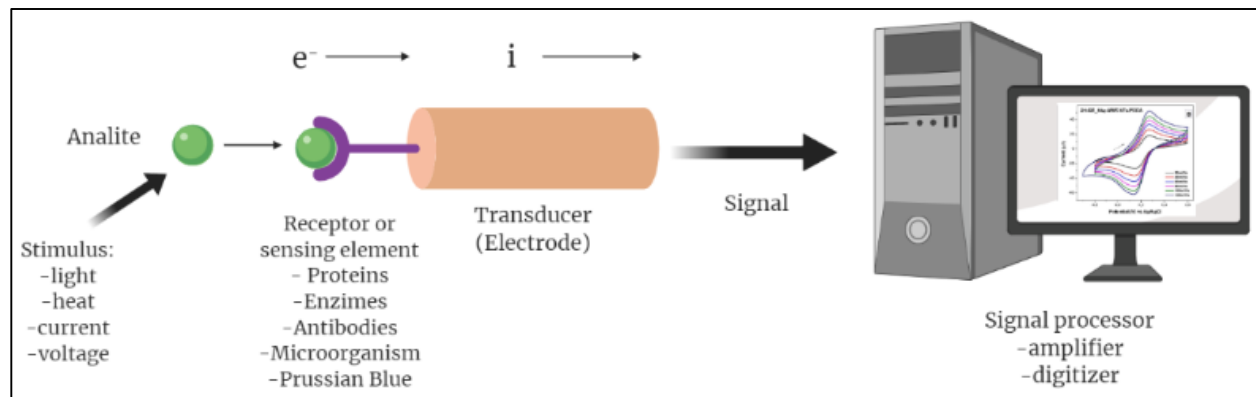 e⁻
i
Analite
Stimulus:
-light
-heat
-current
-voltage
Receptor or
sensing element
- Proteins
-Enzimes
-Antibodies
-Microorganism
-Prussian Blue
Transducer
(Electrode)
Signal
Signal processor
-amplifier
-digitizer